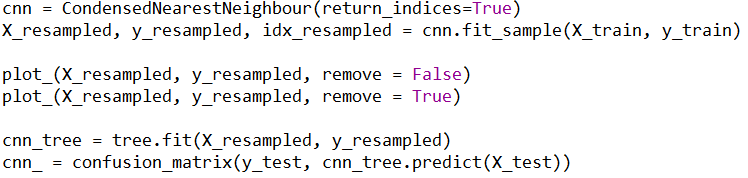 cnn = CondensedNearestNeighbour(return_indices=True)
X_resampled, y_resampled, idx_resampled = cnn.fit_sample(X_train, y_train)
plot_(X_resampled, y_resampled, remove = False)
plot_(X_resampled, y_resampled, remove = True)
cnn_tree = tree.fit(X_resampled, y_resampled)
cnn_ = confusion_matrix(y_test, cnn_tree.predict(X_test))